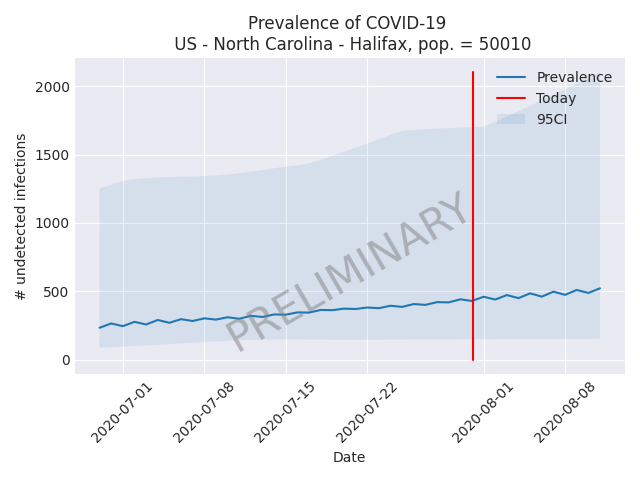 Prevalence of COVID-19
US - North Carolina - Halifax, pop. = 50010
# undetected infections
2000
1500
1000
500
0
Prevalence
Today
95CI
PRELIMINARY
2020-07-01
2020-07-08
2020-07-15
2020-07-22
2020-08-01
2020-08-08
Date